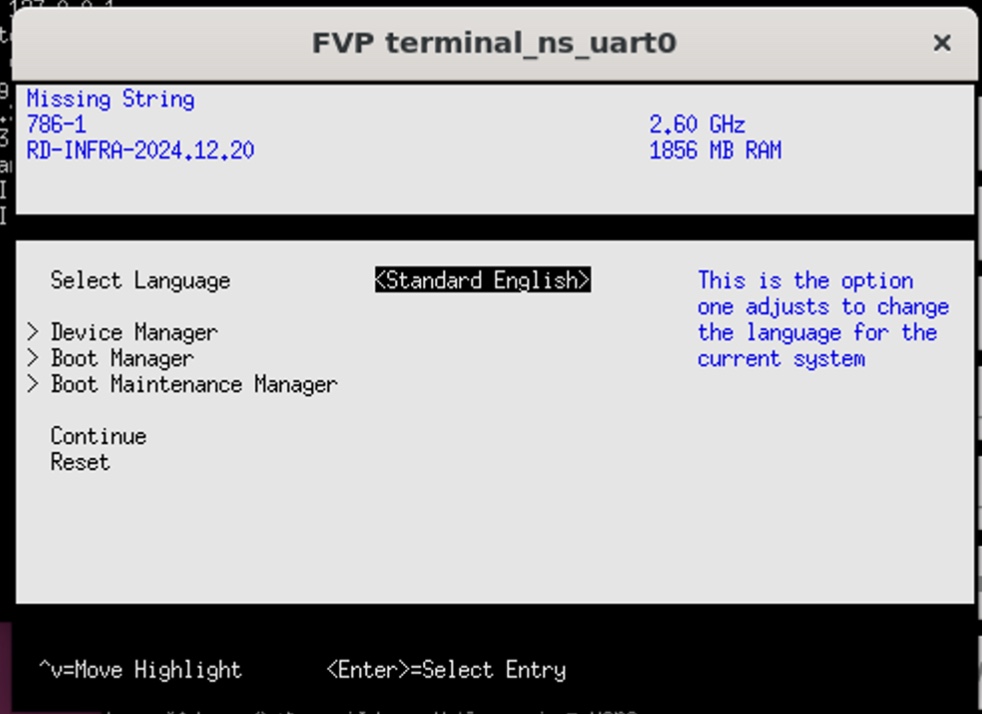 FVP terminal_ns_uart0
Missing String
786-1 2.60 GHz
RD-INFRA-2024.12.20 1856 MB RAM
Select Language <Standard English> This is the option
one adjusts to change
> Device Manager the language for the
> Boot Manager current system
> Boot Maintenance Manager
Continue
Reset
^v=Move Highlight <Enter>=Select Entry